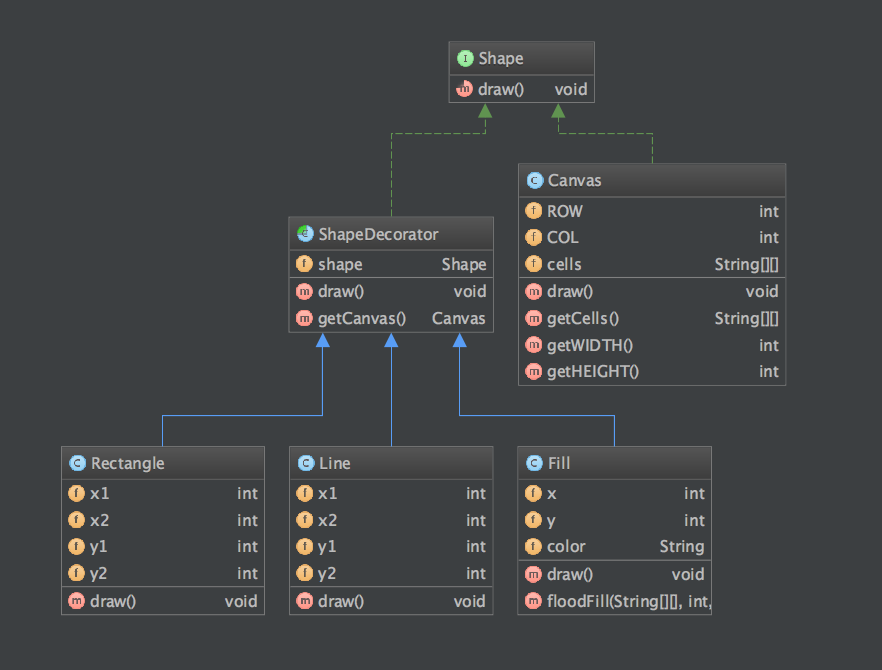 I Shape
m draw() void
C Canvas
f ROW int
f COL int
f cells String[][]
m draw() void
m getCells() String[][]
m getWIDTH() int
m getHEIGHT() int
C ShapeDecorator
f shape Shape
m draw() void
m getCanvas() Canvas
C Rectangle
f x1 int
f x2 int
f y1 int
f y2 int
m draw() void
C Line
f x1 int
f x2 int
f y1 int
f y2 int
m draw() void
C Fill
f x int
f y int
f color String
m draw() void
m floodFill(String[][], int,